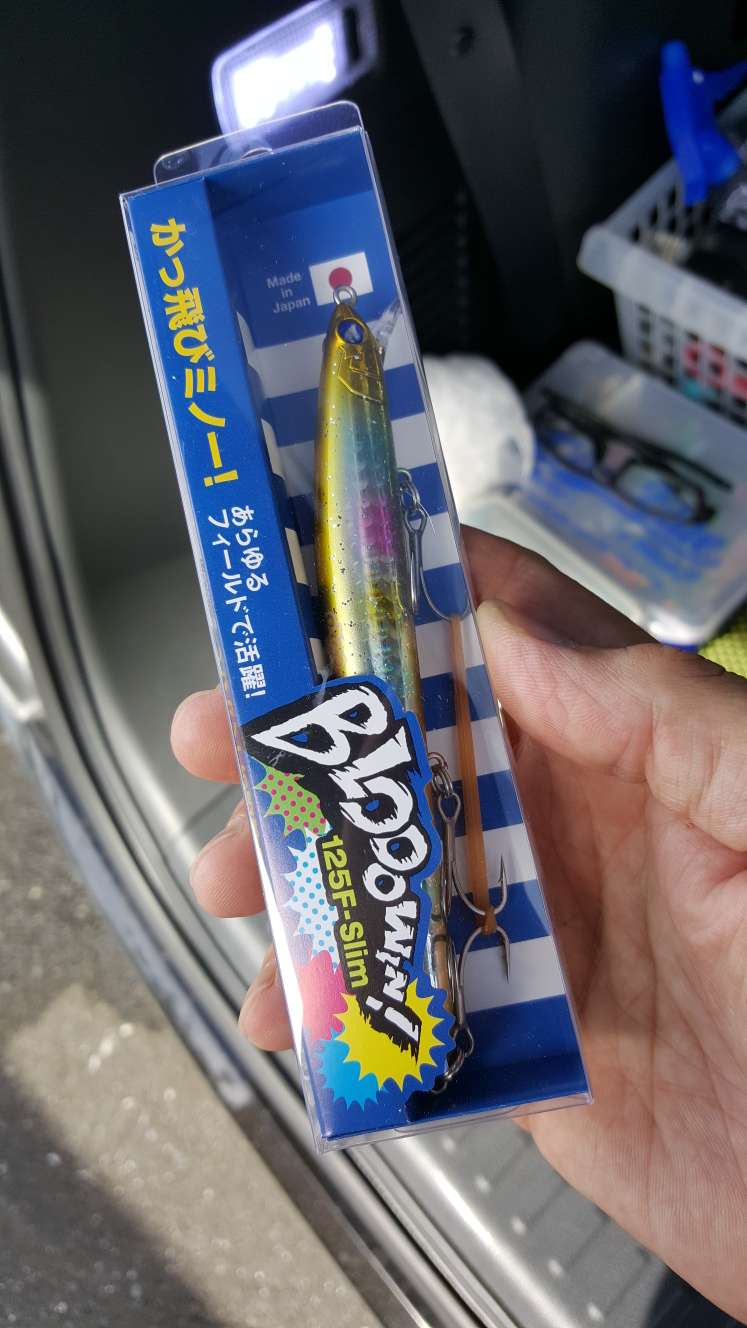 かっ飛びミノー!
あらゆる
フィールドで活躍!
Made
in
Japan
BLOOOWIN!
125F-Slim